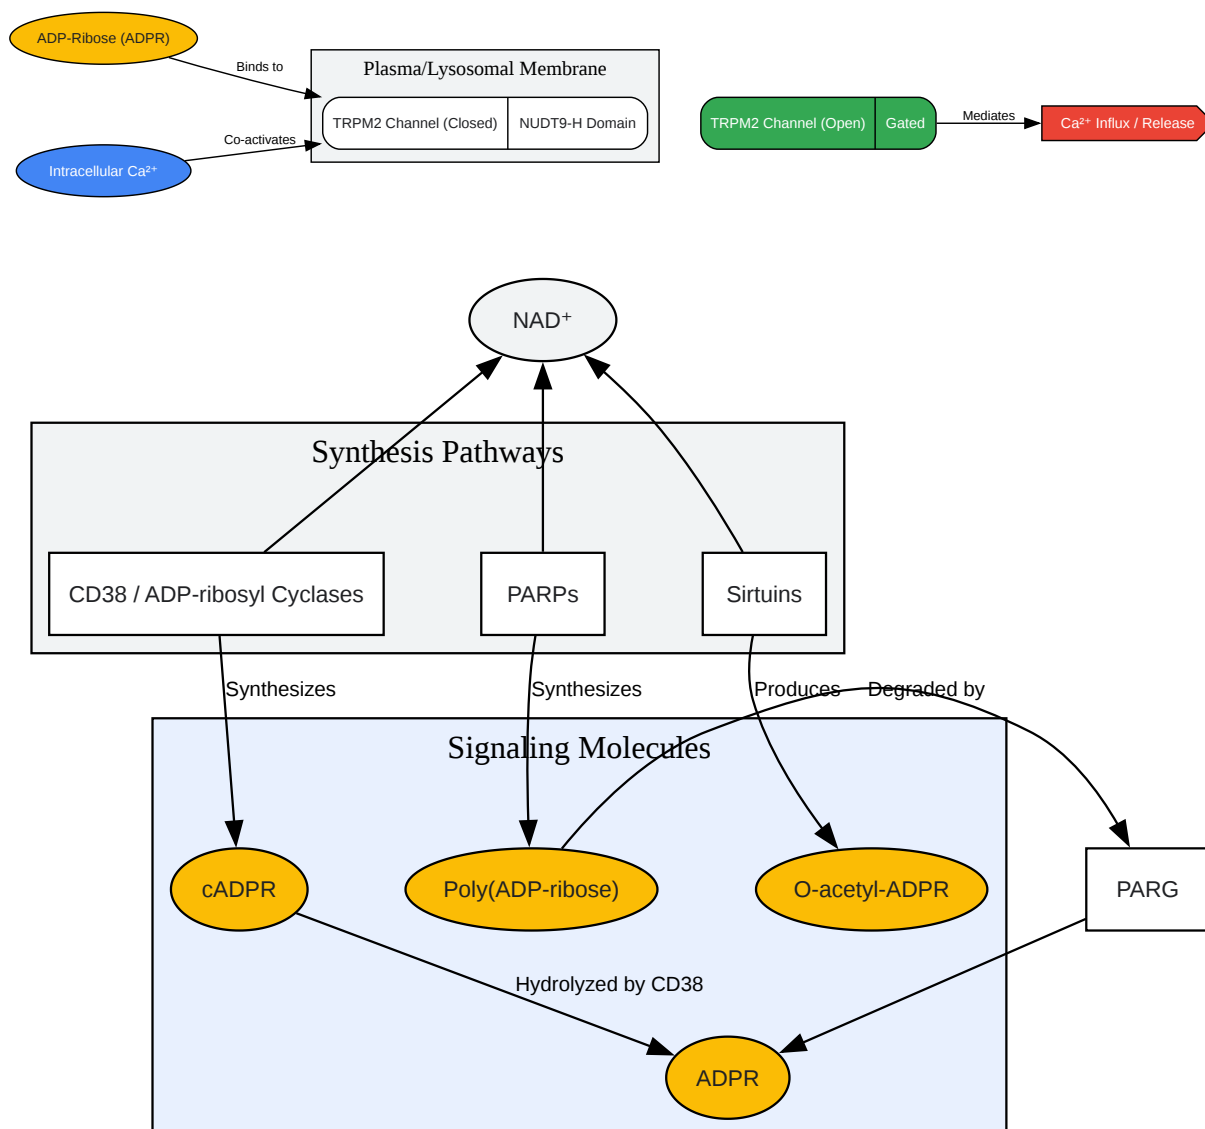 ADP-Ribose (ADPR)
Binds to
Plasma/Lysosomal Membrane
TRPM2 Channel (Closed)
NUDT9-H Domain
TRPM2 Channel (Open)
Gated
Mediates
Ca²⁺ Influx / Release
Co-activates
Intracellular Ca²⁺
NAD⁺
Synthesis Pathways
CD38 / ADP-ribosyl Cyclases
PARPs
Sirtuins
Synthesizes
Synthesizes
Produces
Degraded by
Signaling Molecules
cADPR
Poly(ADP-ribose)
O-acetyl-ADPR
PARG
Hydrolyzed by CD38
ADPR